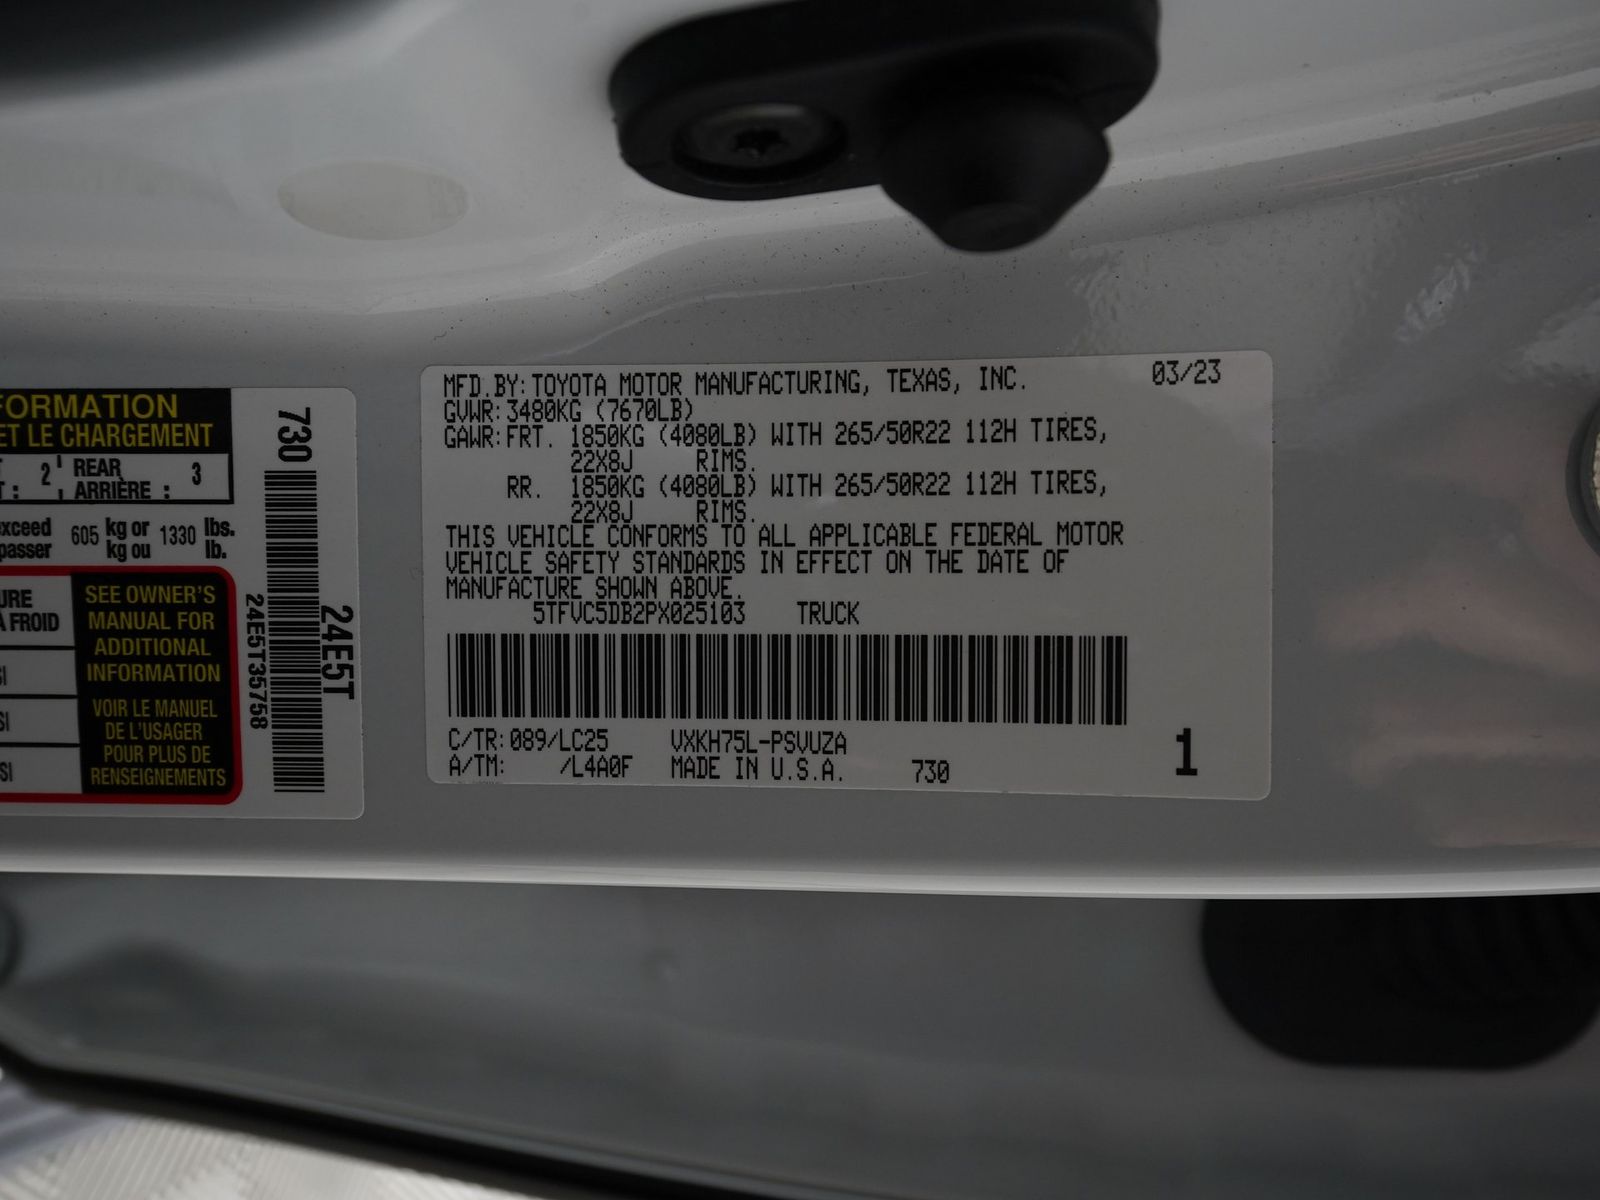 FORMATION
ET LE CHARGEMENT
2 REAR 3
ARRIÈRE :
exceed 605 kg or 1330 lbs.
passer kg ou lb.
URE
À FROID
SI
SI
SEE OWNER'S
MANUAL FOR
ADDITIONAL
INFORMATION
VOIR LE MANUEL
DE L'USAGER
POUR PLUS DE
RENSEIGNEMENTS
730
24E5T
24E5T35758
MFD.BY:TOYOTA MOTOR MANUFACTURING, TEXAS, INC. 03/23
GVWR:3480KG (7670LB)
GAWR:FRT. 1850KG (4080LB) WITH 265/50R22 112H TIRES,
22X8J RIMS.
RR. 1850KG (4080LB) WITH 265/50R22 112H TIRES,
22X8J RIMS.
THIS VEHICLE CONFORMS TO ALL APPLICABLE FEDERAL MOTOR
VEHICLE SAFETY STANDARDS IN EFFECT ON THE DATE OF
MANUFACTURE SHOWN ABOVE.
5TFVC5DB2PX025103 TRUCK
C/TR:089/LC25 VXKH75L-PSVUZA
A/TM: /L4A0F MADE IN U.S.A. 730
1